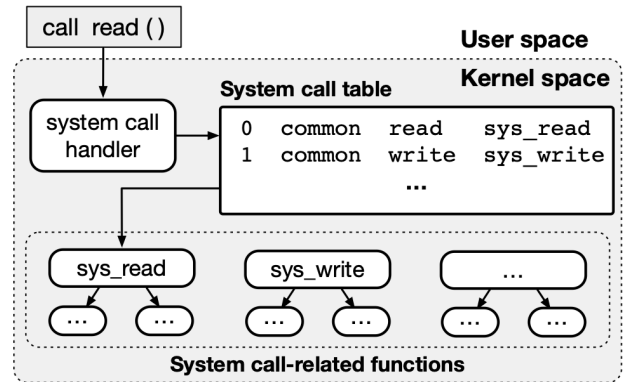 call read()
User space
Kernel space
System call table
system call
handler
0 common read sys_read
1 common write sys_write
...
sys_read
sys_write
...
... ... ... ... ... ...
System call-related functions